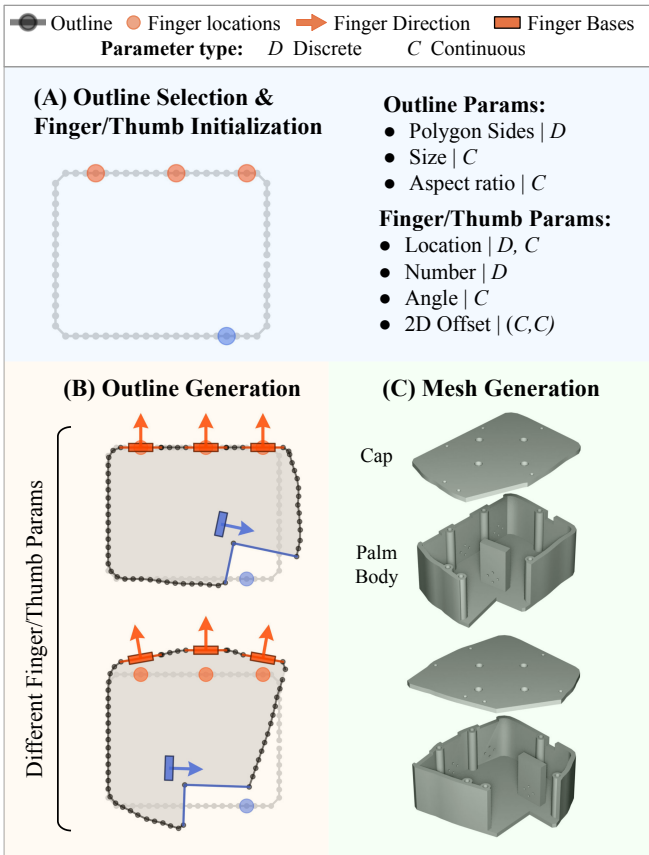 Outline Finger locations Finger Direction Finger Bases
Parameter type: D Discrete C Continuous
(A) Outline Selection &
Finger/Thumb Initialization
Outline Params:
● Polygon Sides | D
● Size | C
● Aspect ratio | C
Finger/Thumb Params:
● Location | D, C
● Number | D
● Angle | C
● 2D Offset | (C,C)
(B) Outline Generation
Different Finger/Thumb Params
(C) Mesh Generation
Cap
Palm
Body